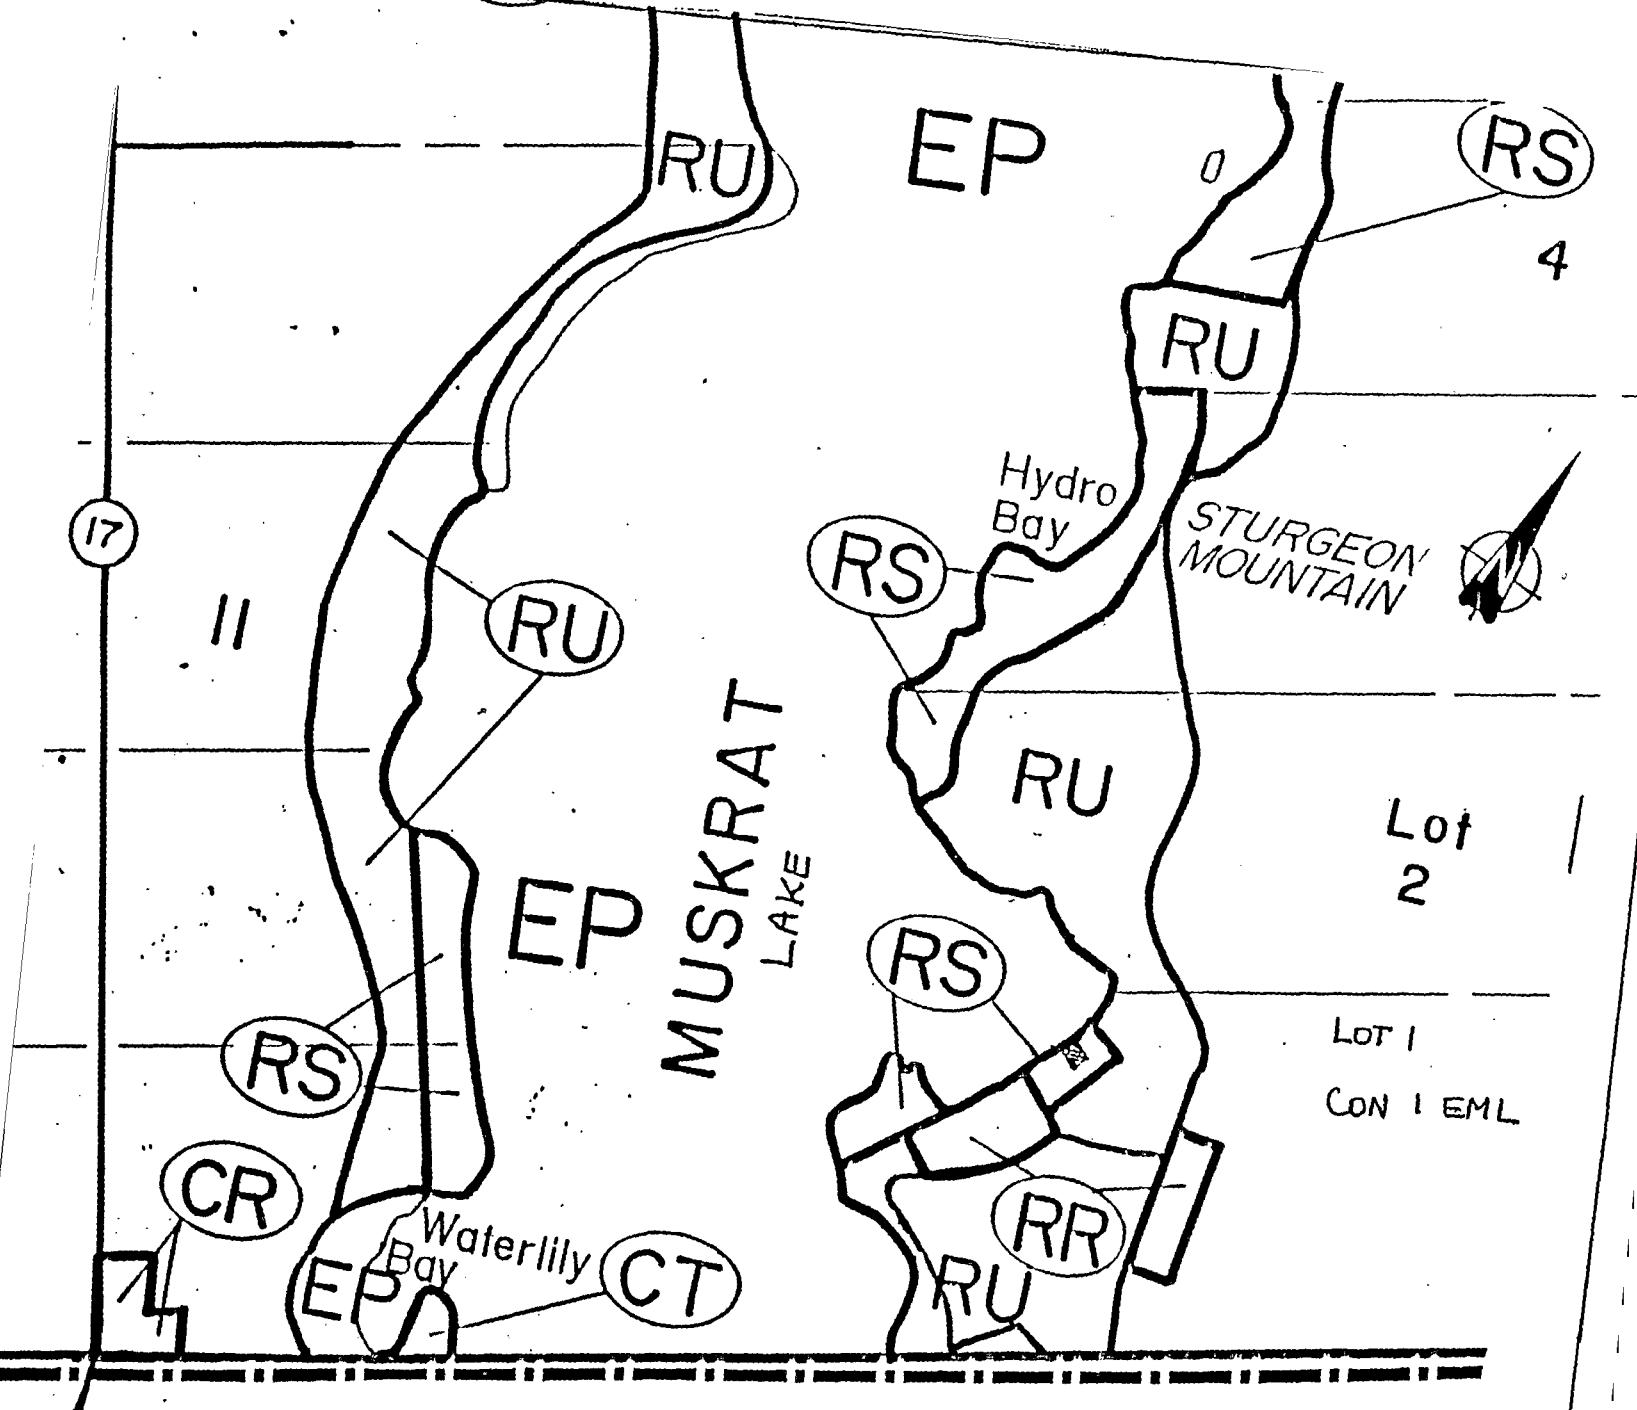 RU
EP
RS
4
RU
Hydro
Bay
STURGEON
MOUNTAIN
RS
17
11
RU
MUSKRAT
LAKE
RU
Lot
2
EP
RS
RS
LOT 1
CON 1 EML
CR
Waterlily
Bay
EP
CT
RR
RU